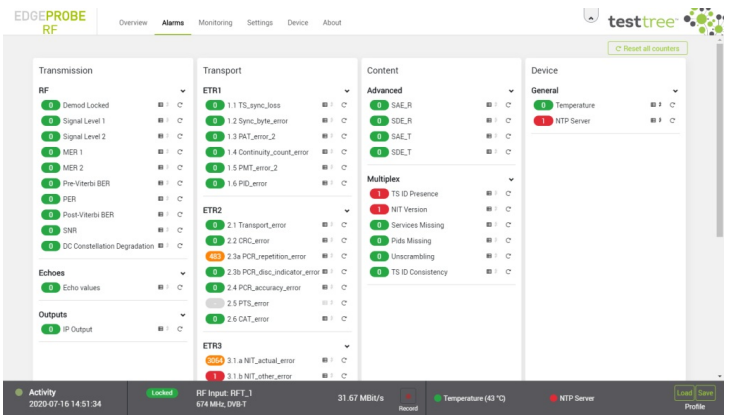 EDGEPROBE
RF
Overview Alarms Monitoring Settings Device About
testtree
Reset all counters
Transmission
RF
0 Demod Locked
0 Signal Level 1
0 Signal Level 2
0 MER 1
0 MER 2
0 Pre-Viterbi BER
0 PER
0 Post-Viterbi BER
0 SNR
0 DC Constellation Degradation
Echoes
0 Echo values
Outputs
0 IP Output
Transport
ETR1
0 1.1 TS_sync_loss
0 1.2 Sync_byte_error
0 1.3 PAT_error_2
0 1.4 Continuity_count_error
0 1.5 PMT_error_2
0 1.6 PID_error
ETR2
0 2.1 Transport_error
0 2.2 CRC_error
483 2.3a PCR_repetition_error
0 2.3b PCR_disc_indicator_error
0 2.4 PCR_accuracy_error
- 2.5 PTS_error
0 2.6 CAT_error
ETR3
3064 3.1 a NIT_actual_error
1 3.1.b NIT_other_error
Content
Advanced
0 SAE_R
0 SDE_R
0 SAE_T
0 SDE_T
Multiplex
1 TS ID Presence
1 NIT Version
0 Services Missing
0 Pids Missing
0 Unscrambling
0 TS ID Consistency
Device
General
0 Temperature
1 NTP Server
Activity
2020-07-16 14:51:34
Locked
RF Input: RFT_1
674 MHz, DVB-T
31.67 MBit/s
Record
Temperature (43 °C)
NTP Server
Load Save
Profile